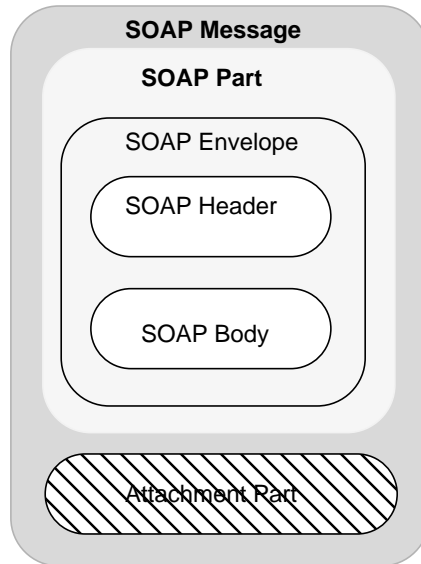 SOAP Message
SOAP Part
SOAP Envelope
SOAP Header
SOAP Body
Attachment Part